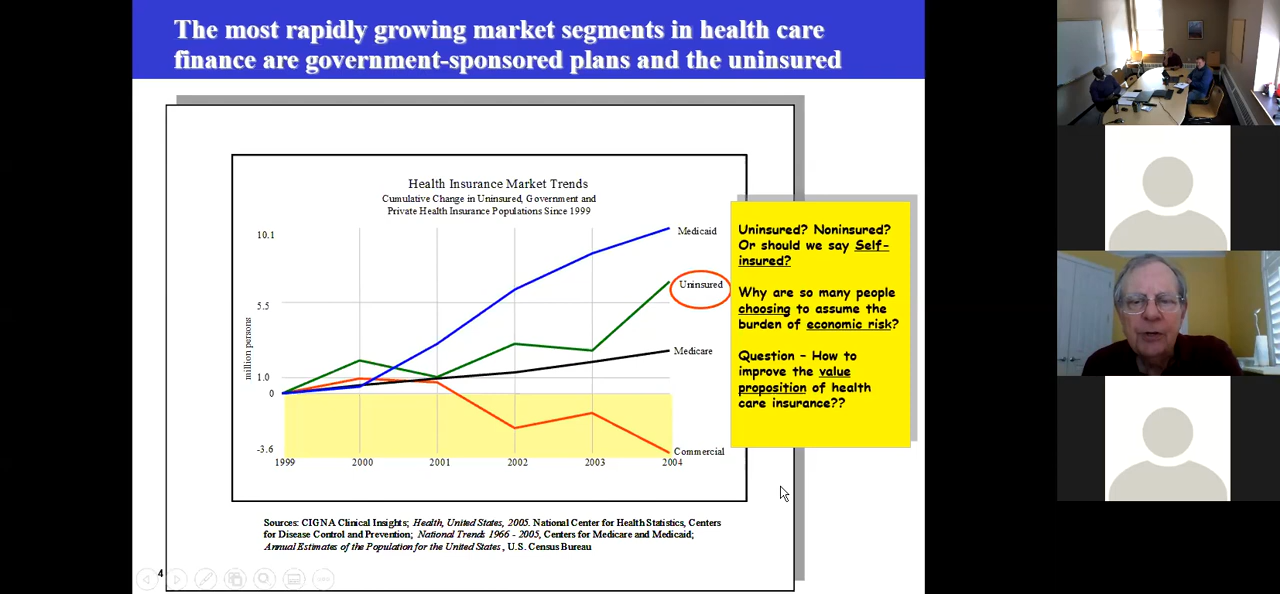 The most rapidly growing market segments in health care
finance are government-sponsored plans and the uninsured
Health Insurance Market Trends
Cumulative Change in Uninsured, Government and
Private Health Insurance Populations Since 1999
million persons
10.1
5.5
1.0
0
-3.6
1999
2000
2001
2002
2003
2004
Medicaid
Uninsured
Medicare
Commercial
Uninsured? Noninsured?
Or should we say Self-
insured?
Why are so many people
choosing to assume the
burden of economic risk?
Question – How to
improve the value
proposition of health
care insurance??
Sources: CIGNA Clinical Insights; Health, United States, 2005. National Center for Health Statistics, Centers
for Disease Control and Prevention; National Trends 1966 - 2005, Centers for Medicare and Medicaid;
Annual Estimates of the Population for the United States , U.S. Census Bureau
4